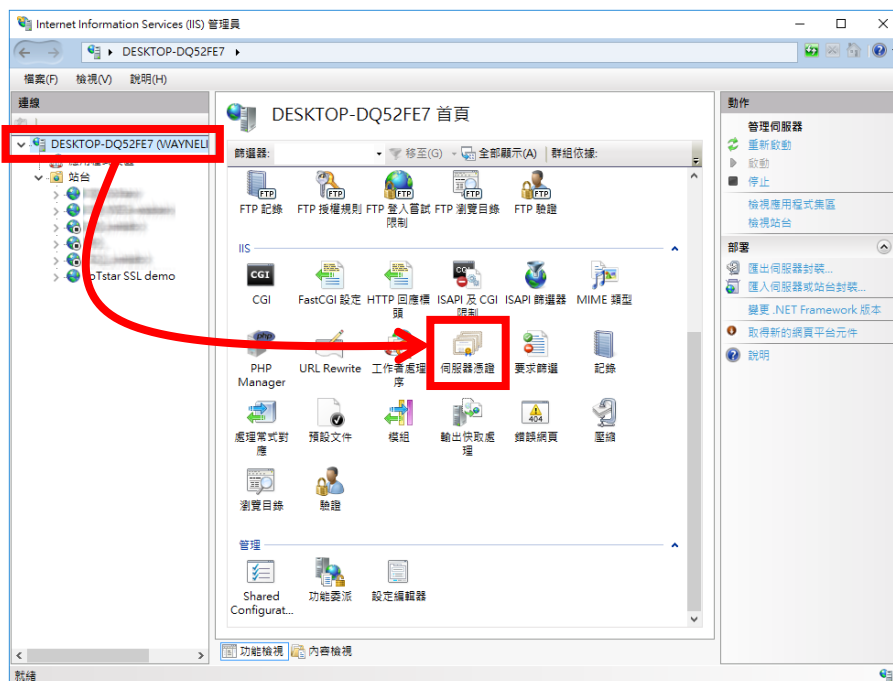 Internet Information Services (IIS) 管理員
DESKTOP-DQ52FE7
檔案(F) 檢視(V) 說明(H)
連線
DESKTOP-DQ52FE7 (WAYNELI
站台
SSL demo
DESKTOP-DQ52FE7 首頁
篩選器: 移至(G) 全部顯示(A) 群組依據:
FTP 記錄 FTP 授權規則 FTP 登入嘗試限制 FTP 瀏覽目錄 FTP 驗證
IIS
CGI FastCGI 設定 HTTP 回應標頭 ISAPI 及 CGI 限制 ISAPI 篩選器 MIME 類型
PHP Manager URL Rewrite 工作者處理序 伺服器憑證 要求篩選 記錄
處理常式對應 預設文件 模組 輸出快取處理 錯誤網頁 壓縮
瀏覽目錄 驗證
管理
Shared Configurat... 功能委派 設定編輯器
功能檢視 內容檢視
動作
管理伺服器
重新啟動
啟動
停止
檢視應用程式集區
檢視站台
部署
匯出伺服器封裝...
匯入伺服器或站台封裝...
變更 .NET Framework 版本
取得新的網頁平台元件
說明
就緒